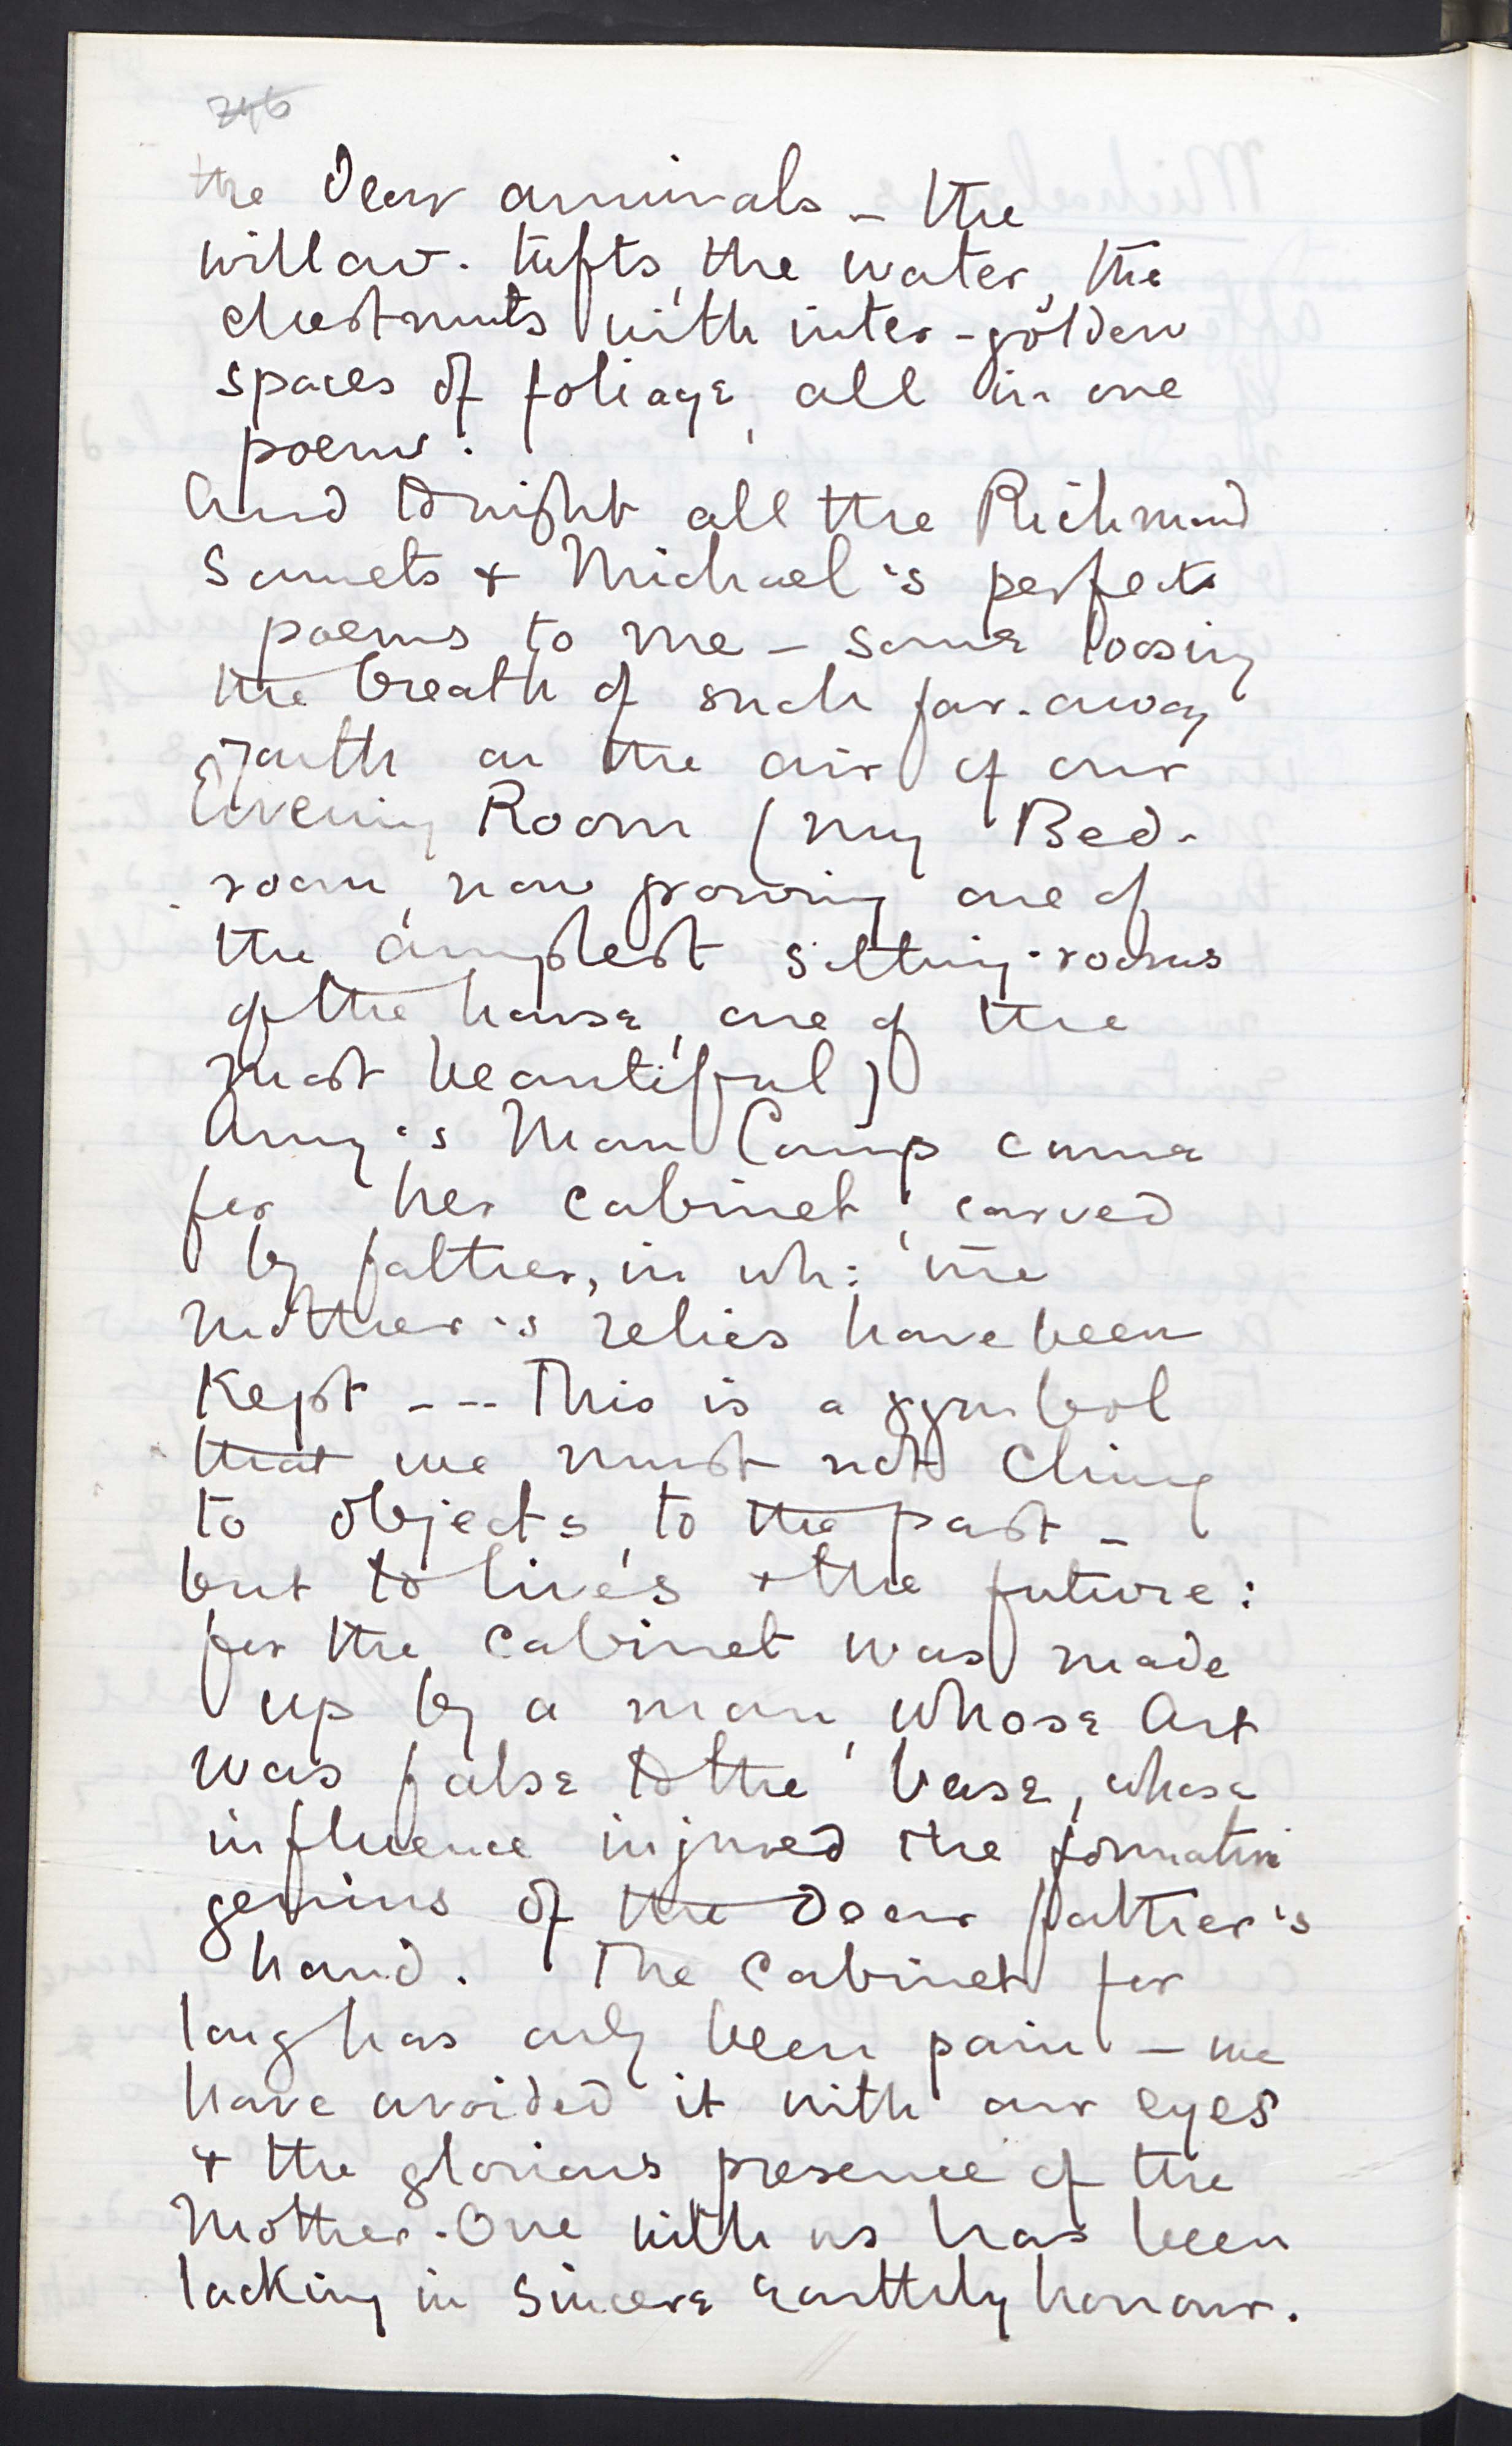 246
the dear arrivals – the
willow-tufts, the water, the
chestnuts with inter-golden
spaces of foliage, all in one
poem.
And tonight all the Richmond
Sonnets + Michael's perfect
poems to me – some loosing
the breath of such far-away
youth on the air of our
Evening Room (my Bed-
room, now growing one of
the amplest sitting-rooms
of the house, one of the
most beautiful)
Amy's Man Camp came
for her cabinet, carved
by father, in wh: the
mother's relics have been
kept --- This is a symbol
that we must not cling
to objects, to the past –
but to lives + the future:
for the cabinet was made
up by a man, whose Art
was false to the base, whose
influence injured the formative
genius of the dear father's
hand. The cabinet for
long has only been pain – we
have avoided it with our eyes
+ the glorious presence of the
Mother-One with us has been
lacking in sincere earthly honour.